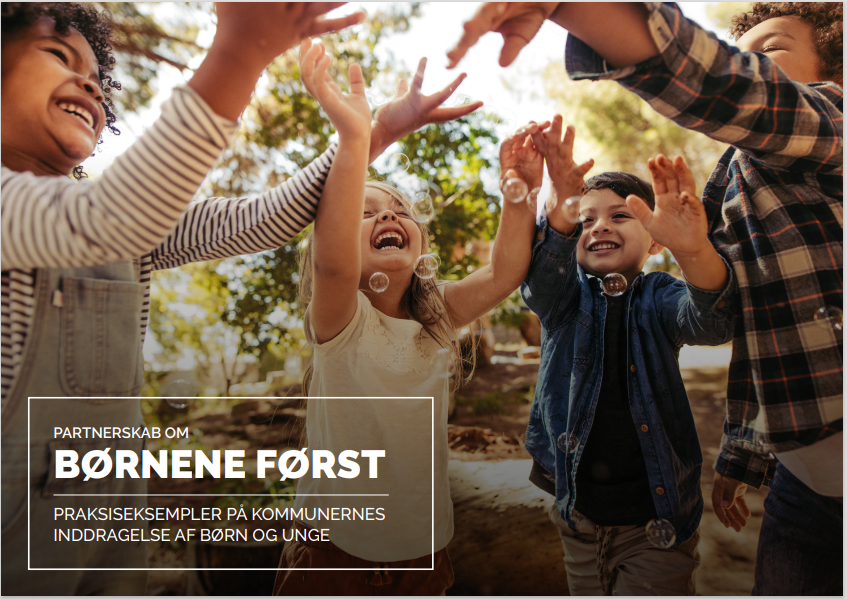 PARTNERSKAB OM
BØRNENE FØRST
PRAKSISEKSEMPLER PÅ KOMMUNERNES
INDDRAGELSE AF BØRN OG UNGE